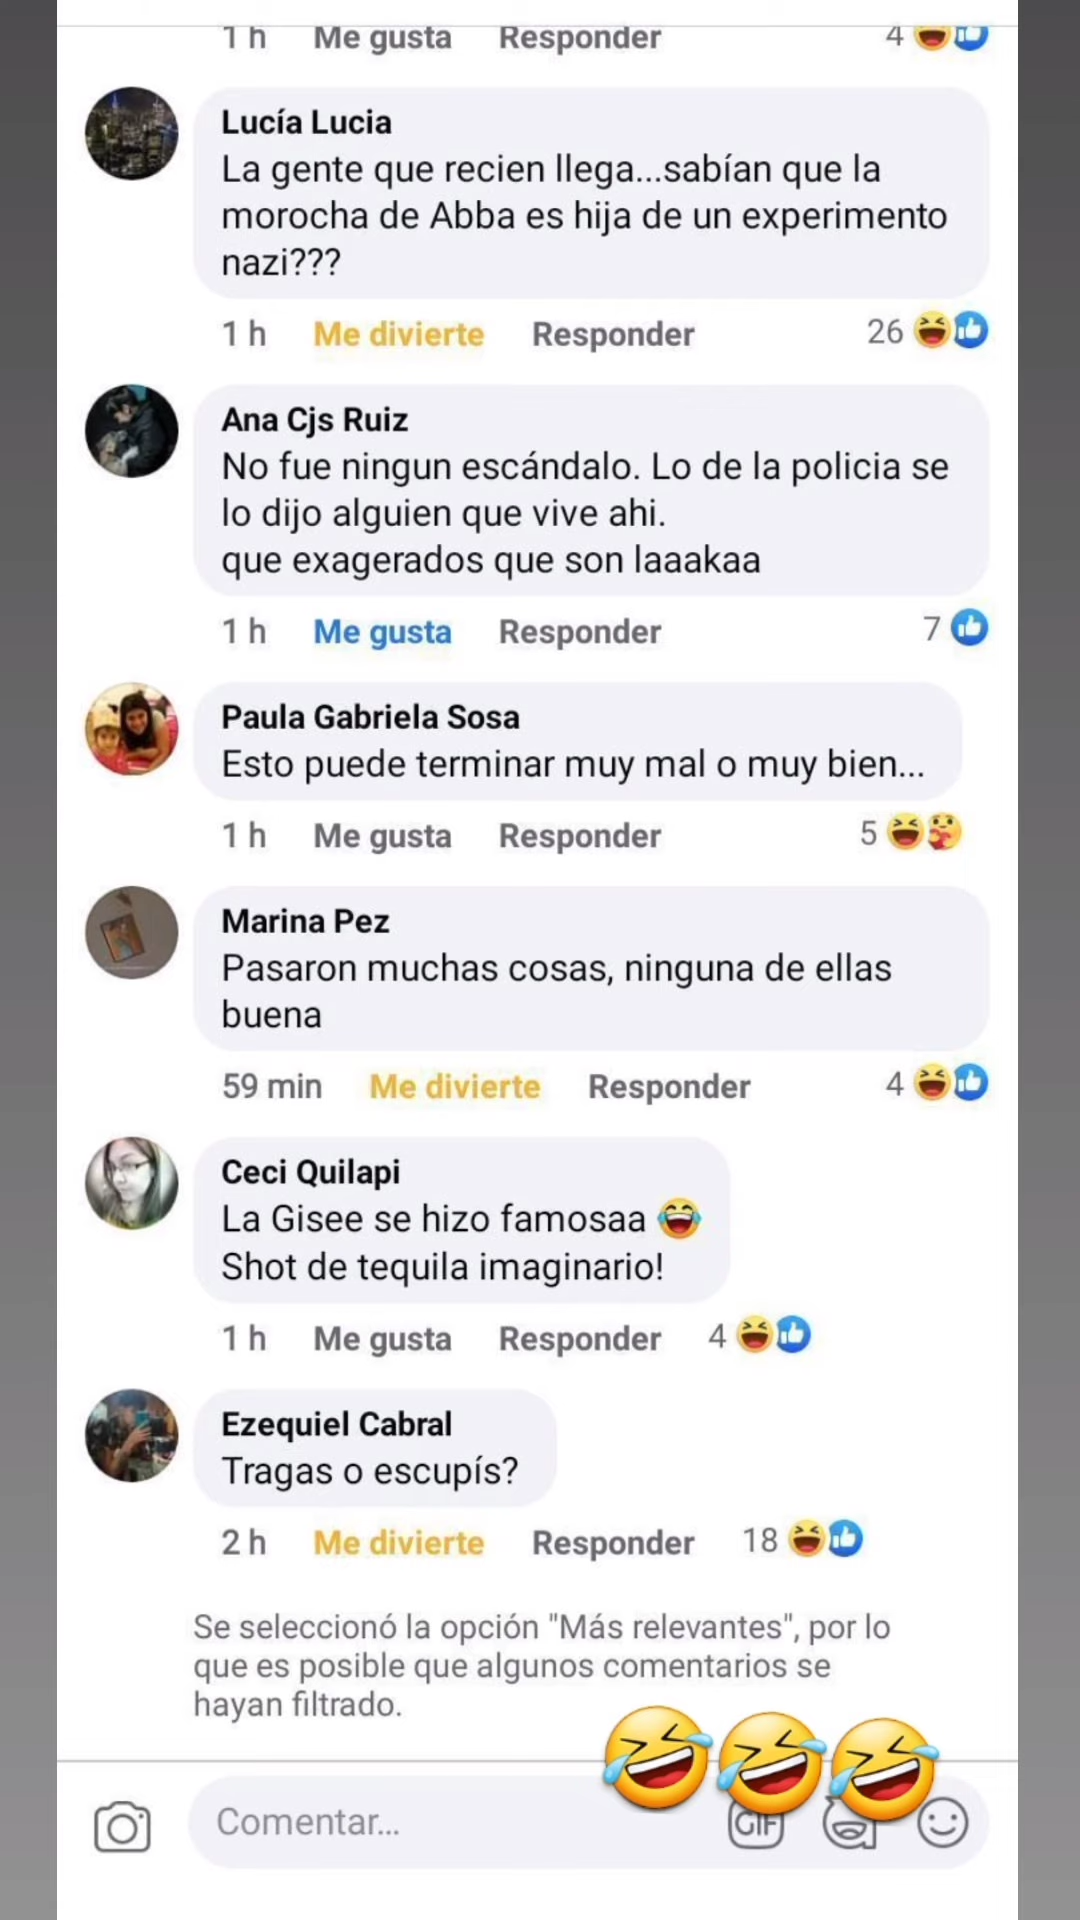 1 h Me gusta Responder 4
Lucía Lucia
La gente que recien llega...sabían que la
morocha de Abba es hija de un experimento
nazi???
1 h Me divierte Responder 26
Ana Cjs Ruiz
No fue ningun escándalo. Lo de la policia se
lo dijo alguien que vive ahi.
que exagerados que son laaakaa
1 h Me gusta Responder 7
Paula Gabriela Sosa
Esto puede terminar muy mal o muy bien...
1 h Me gusta Responder 5
Marina Pez
Pasaron muchas cosas, ninguna de ellas
buena
59 min Me divierte Responder 4
Ceci Quilapi
La Gisee se hizo famosaa 😂
Shot de tequila imaginario!
1 h Me gusta Responder 4
Ezequiel Cabral
Tragas o escupís?
2 h Me divierte Responder 18
Se seleccionó la opción "Más relevantes", por lo
que es posible que algunos comentarios se
hayan filtrado.
Comentar...
GIF